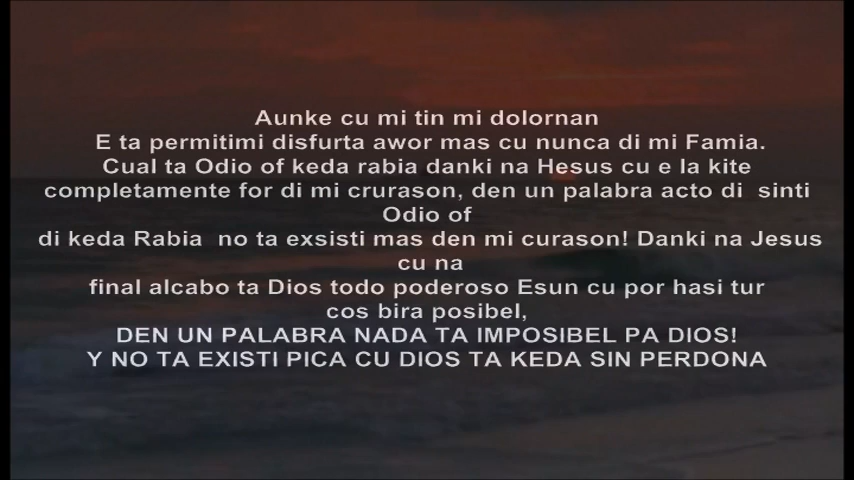 Aunke cu mi tin mi dolornan
E ta permitimi disfurta awor mas cu nunca di mi Famia.
Cual ta Odio of keda rabia danki na Hesus cu e la kite
completamente for di mi crurason, den un palabra acto di  sinti
Odio of
di keda Rabia  no ta exsisti mas den mi curason! Danki na Jesus
cu na
final alcabo ta Dios todo poderoso Esun cu por hasi tur
cos bira posibel,
DEN UN PALABRA NADA TA IMPOSIBEL PA DIOS!
Y NO TA EXISTI PICA CU DIOS TA KEDA SIN PERDONA